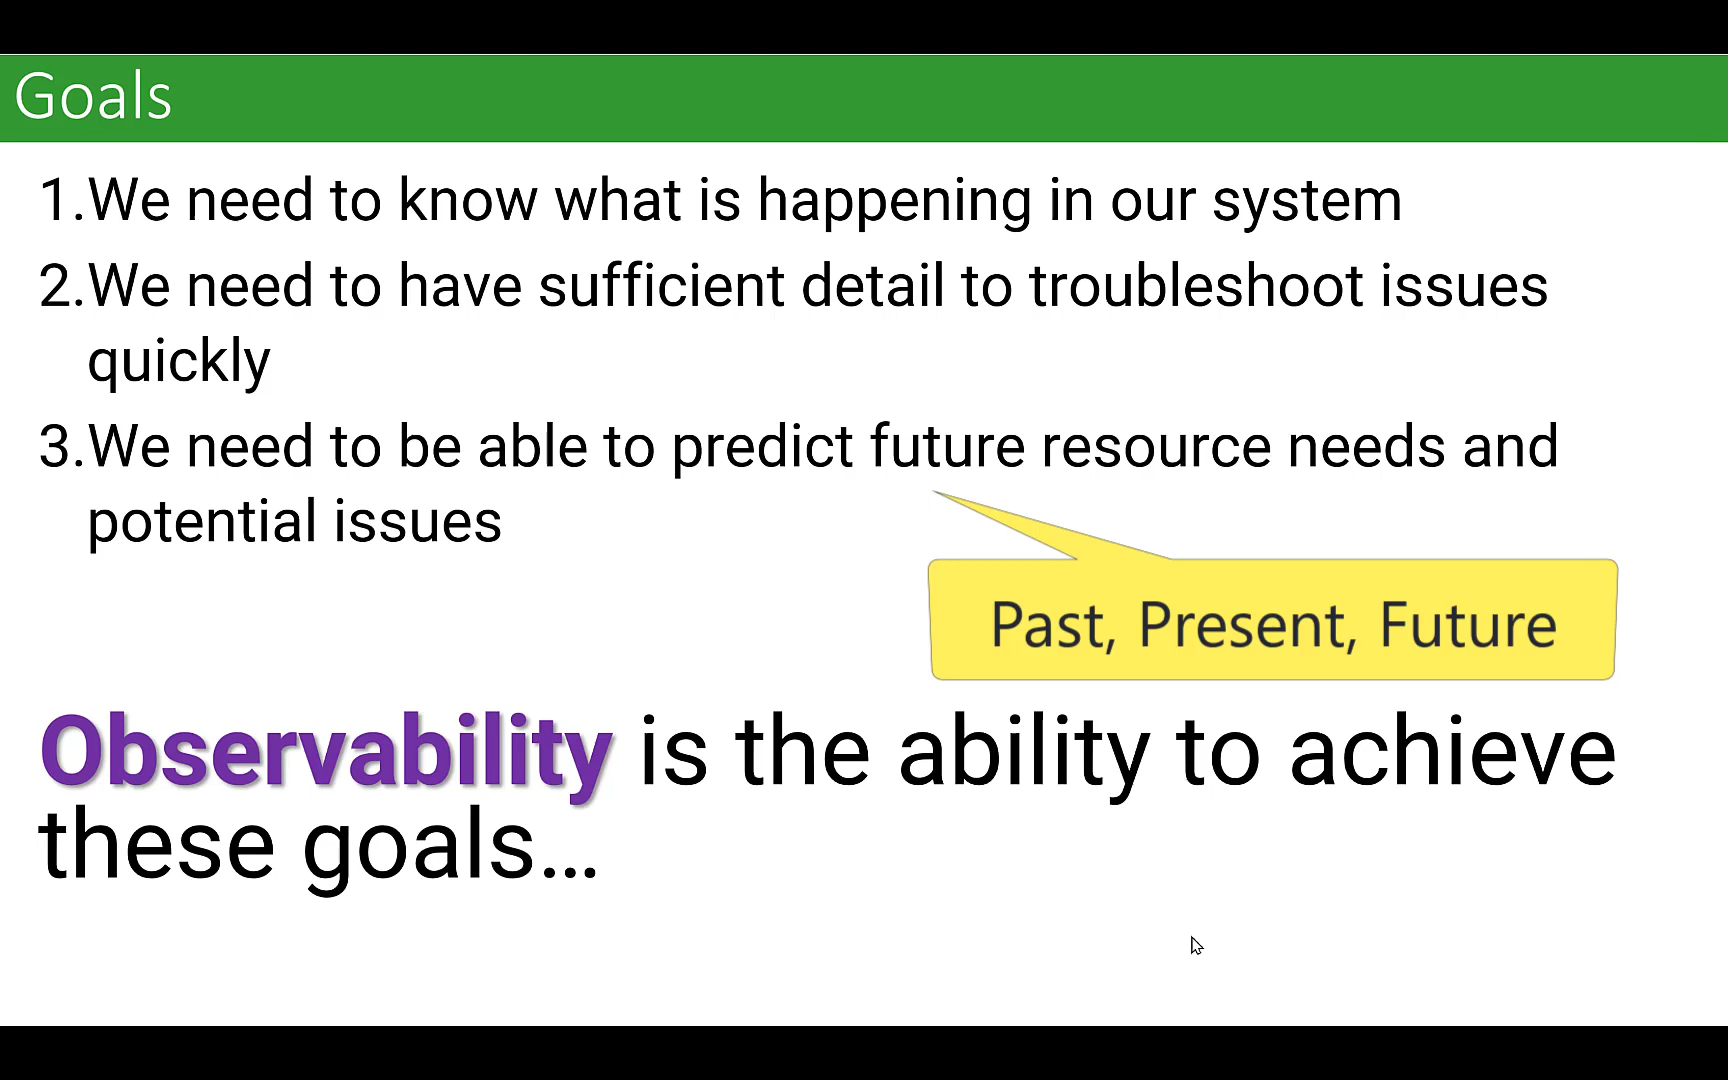 Goals
1.We need to know what is happening in our system
2.We need to have sufficient detail to troubleshoot issues
quickly
3.We need to be able to predict future resource needs and
potential issues
Past, Present, Future
Observability is the ability to achieve
these goals...